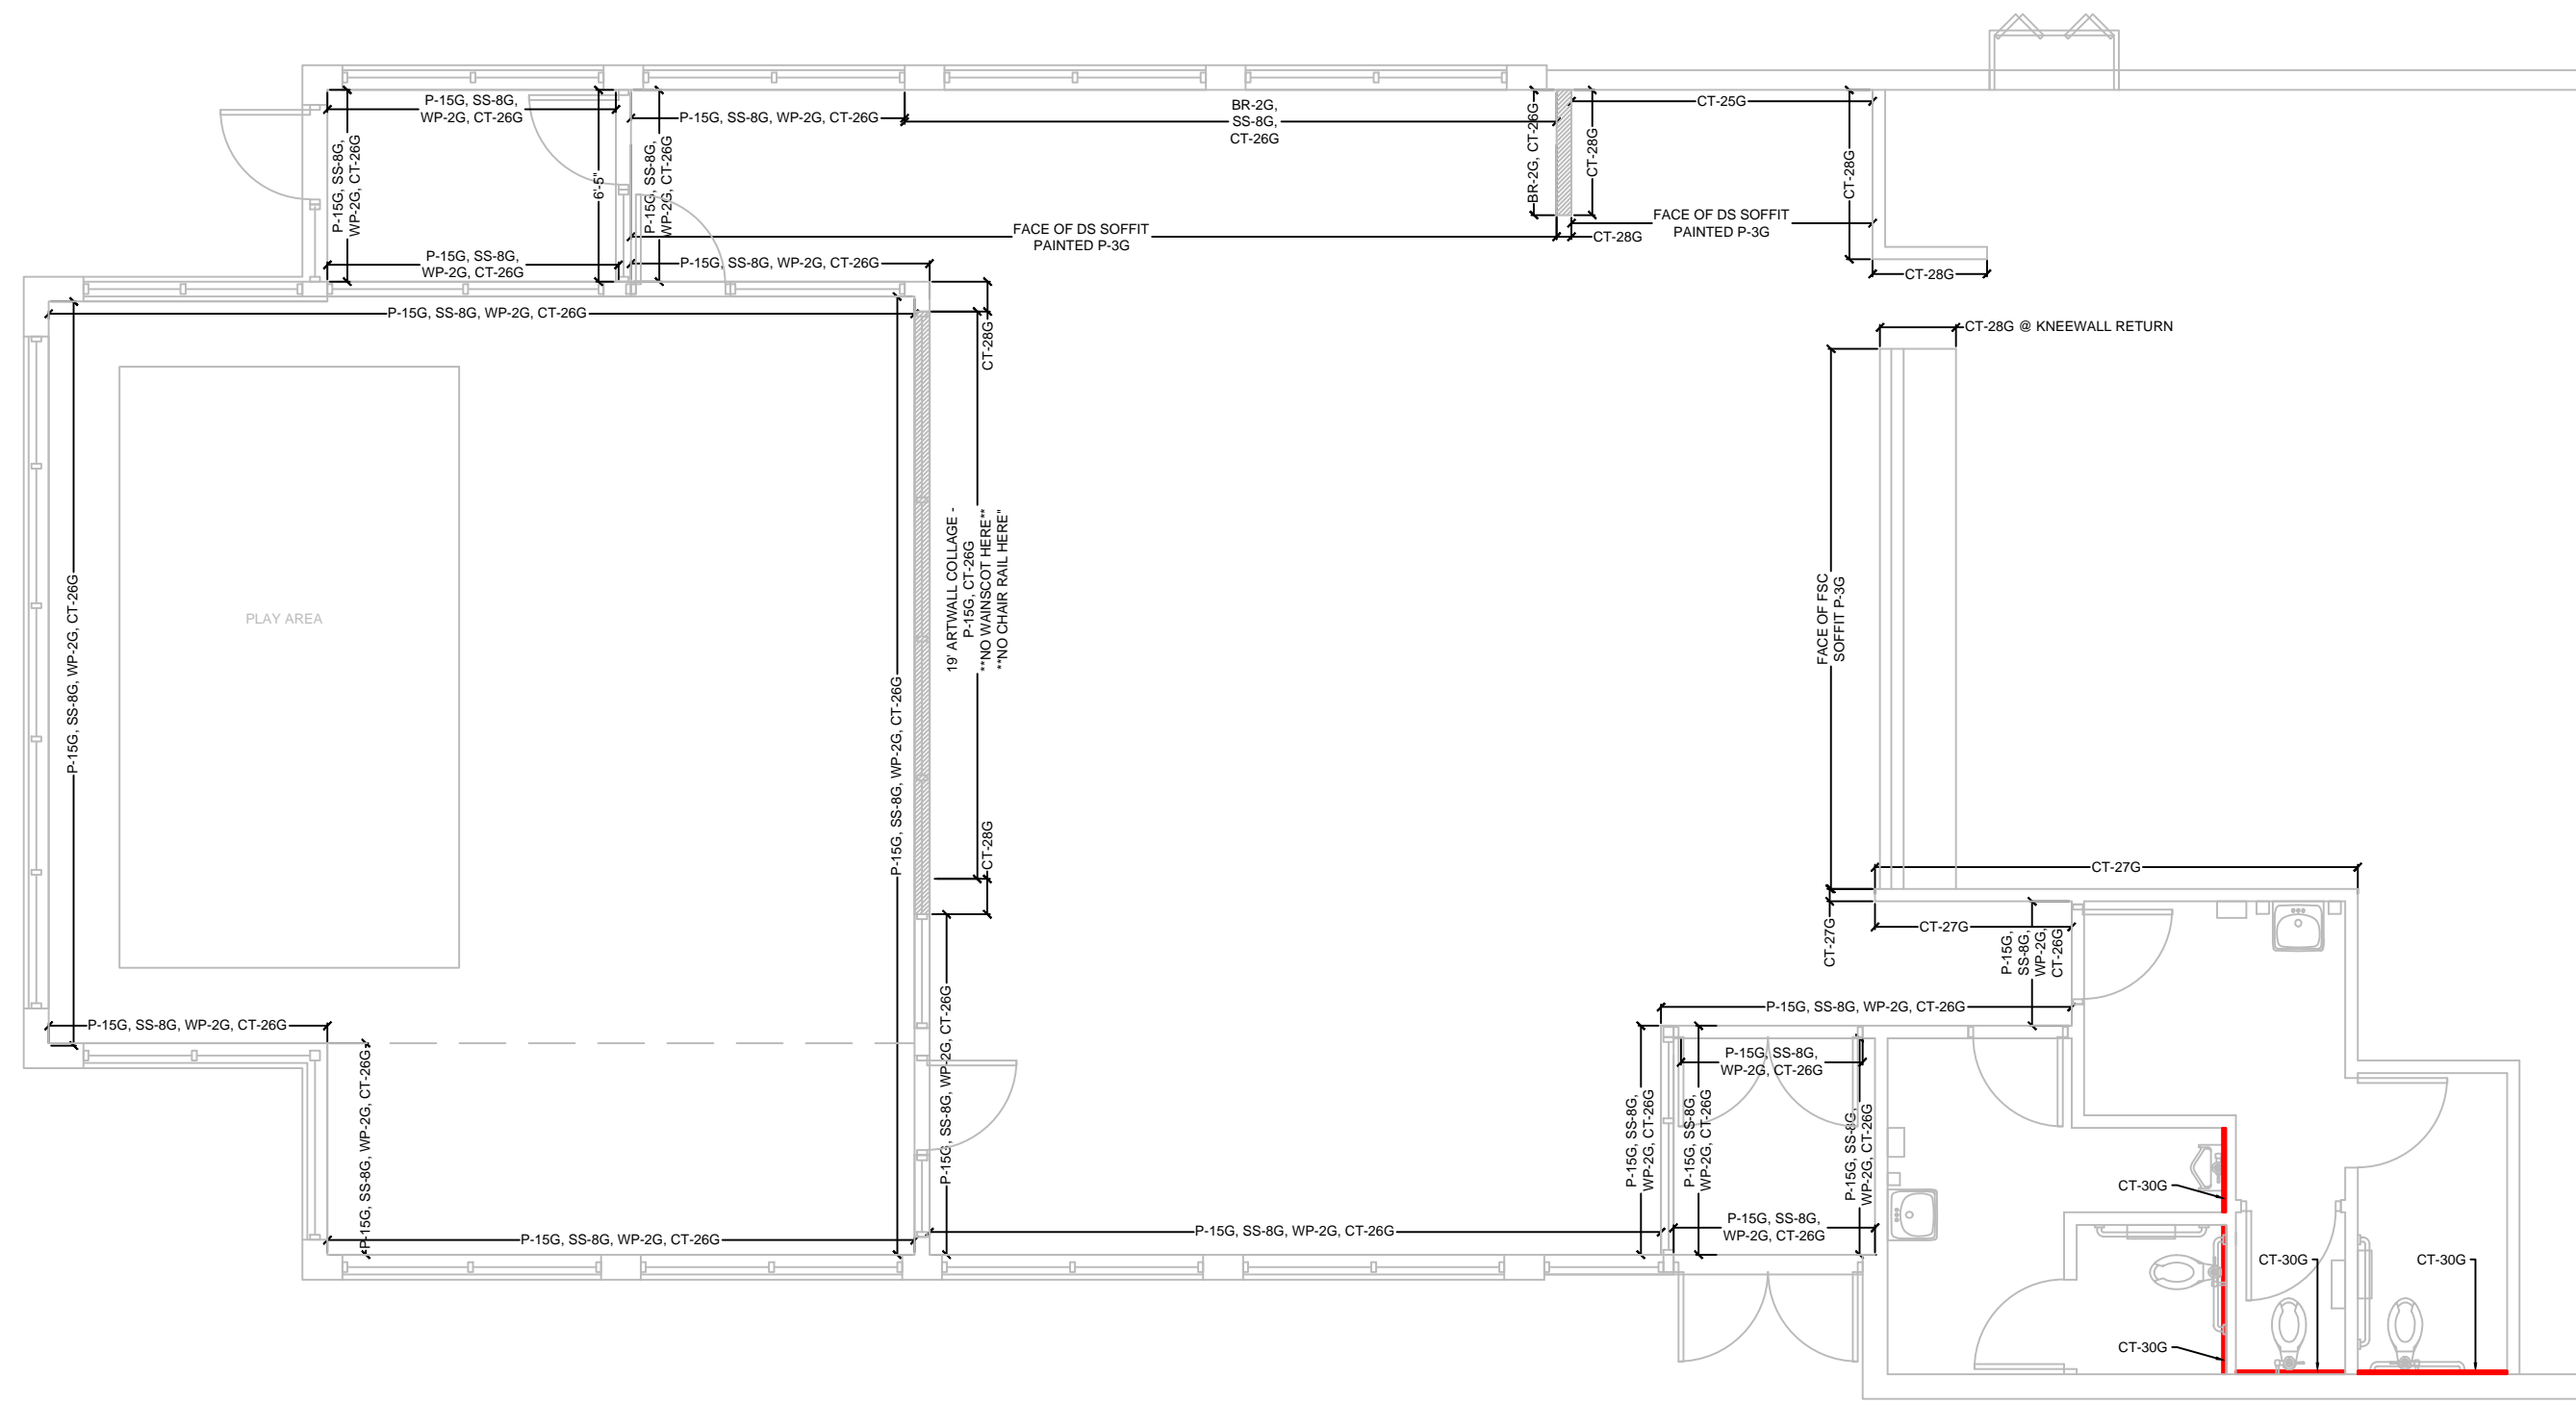 P-15G, SS-8G,
WP-2G, CT-26G
P-15G, SS-8G,
WP-2G, CT-26G
6'-5"
P-15G, SS-8G,
WP-2G, CT-26G
P-15G, SS-8G, WP-2G, CT-26G
BR-2G,
SS-8G,
CT-26G
BR-2G, CT-26G
CT-28G
CT-25G
CT-28G
P-15G, SS-8G,
WP-2G, CT-26G
P-15G, SS-8G, WP-2G, CT-26G
FACE OF DS SOFFIT
PAINTED P-3G
CT-28G
FACE OF DS SOFFIT
PAINTED P-3G
CT-28G
P-15G, SS-8G, WP-2G, CT-26G
CT-28G
CT-28G @ KNEEWALL RETURN
P-15G, SS-8G, WP-2G, CT-26G
PLAY AREA
P-15G, SS-8G, WP-2G, CT-26G
19' ARTWALL COLLAGE -
P-15G, CT-26G
**NO WAINSCOT HERE**
**NO CHAIR RAIL HERE"
FACE OF FSC
SOFFIT P-3G
CT-28G
CT-27G
CT-27G
CT-27G
P-15G,
SS-8G,
WP-2G,
CT-26G
P-15G, SS-8G, WP-2G, CT-26G
P-15G, SS-8G, WP-2G, CT-26G
P-15G, SS-8G, WP-2G, CT-26G
P-15G, SS-8G, WP-2G, CT-26G
P-15G, SS-8G,
WP-2G, CT-26G
P-15G, SS-8G,
WP-2G, CT-26G
P-15G, SS-8G,
WP-2G, CT-26G
P-15G, SS-8G,
WP-2G, CT-26G
P-15G, SS-8G, WP-2G, CT-26G
P-15G, SS-8G, WP-2G, CT-26G
P-15G, SS-8G,
WP-2G, CT-26G
CT-30G
CT-30G
CT-30G
CT-30G